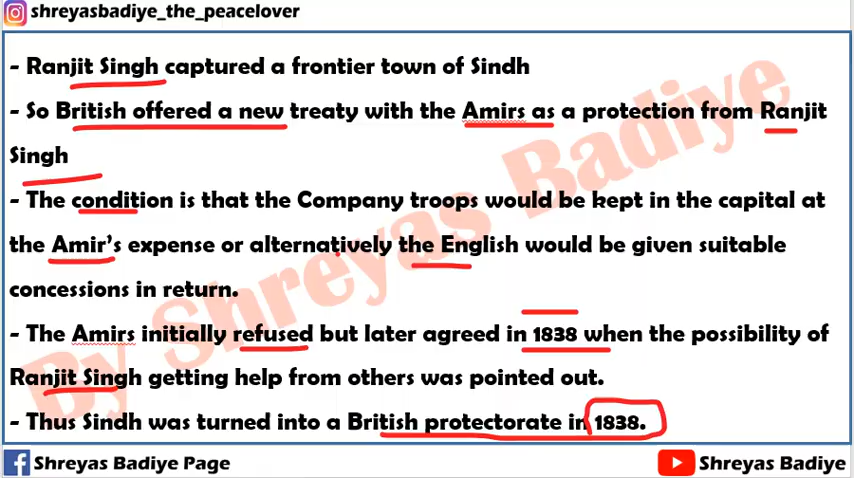 shreyasbadiye_the_peacelover
- Ranjit Singh captured a frontier town of Sindh
- So British offered a new treaty with the Amirs as a protection from Ranjit
Singh
- The condition is that the Company troops would be kept in the capital at
the Amir's expense or alternatively the English would be given suitable
concessions in return.
- The Amirs initially refused but later agreed in 1838 when the possibility of
Ranjit Singh getting help from others was pointed out.
- Thus Sindh was turned into a British protectorate in 1838.
By Shreyas Badiye
Shreyas Badiye Page
Shreyas Badiye